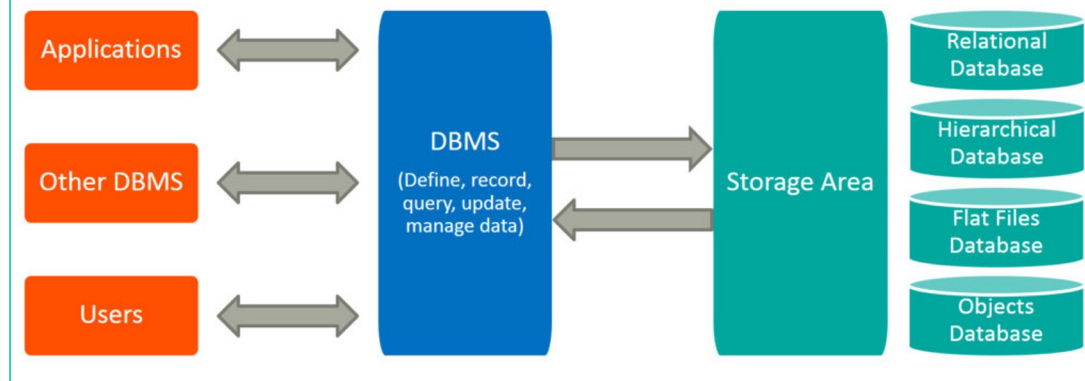 Applications
Other DBMS
Users
DBMS
(Define, record,
query, update,
manage data)
Storage Area
Relational
Database
Hierarchical
Database
Flat Files
Database
Objects
Database